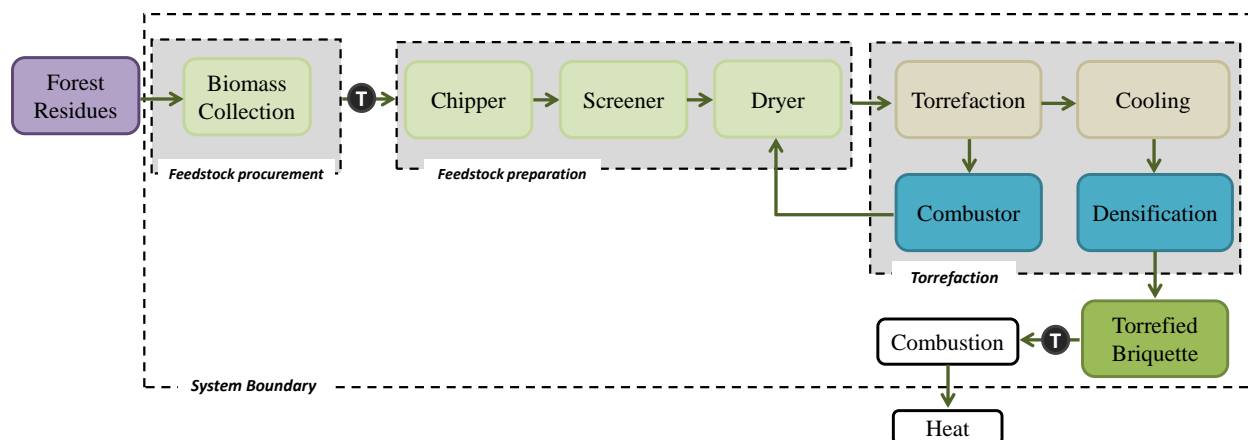 Forest
Residues
Biomass
Collection
Feedstock procurement
T
Chipper
Screener
Dryer
Feedstock preparation
Torrefaction
Cooling
Combustor
Densification
Torrefaction
Torrefied
Briquette
T
Combustion
System Boundary
Heat